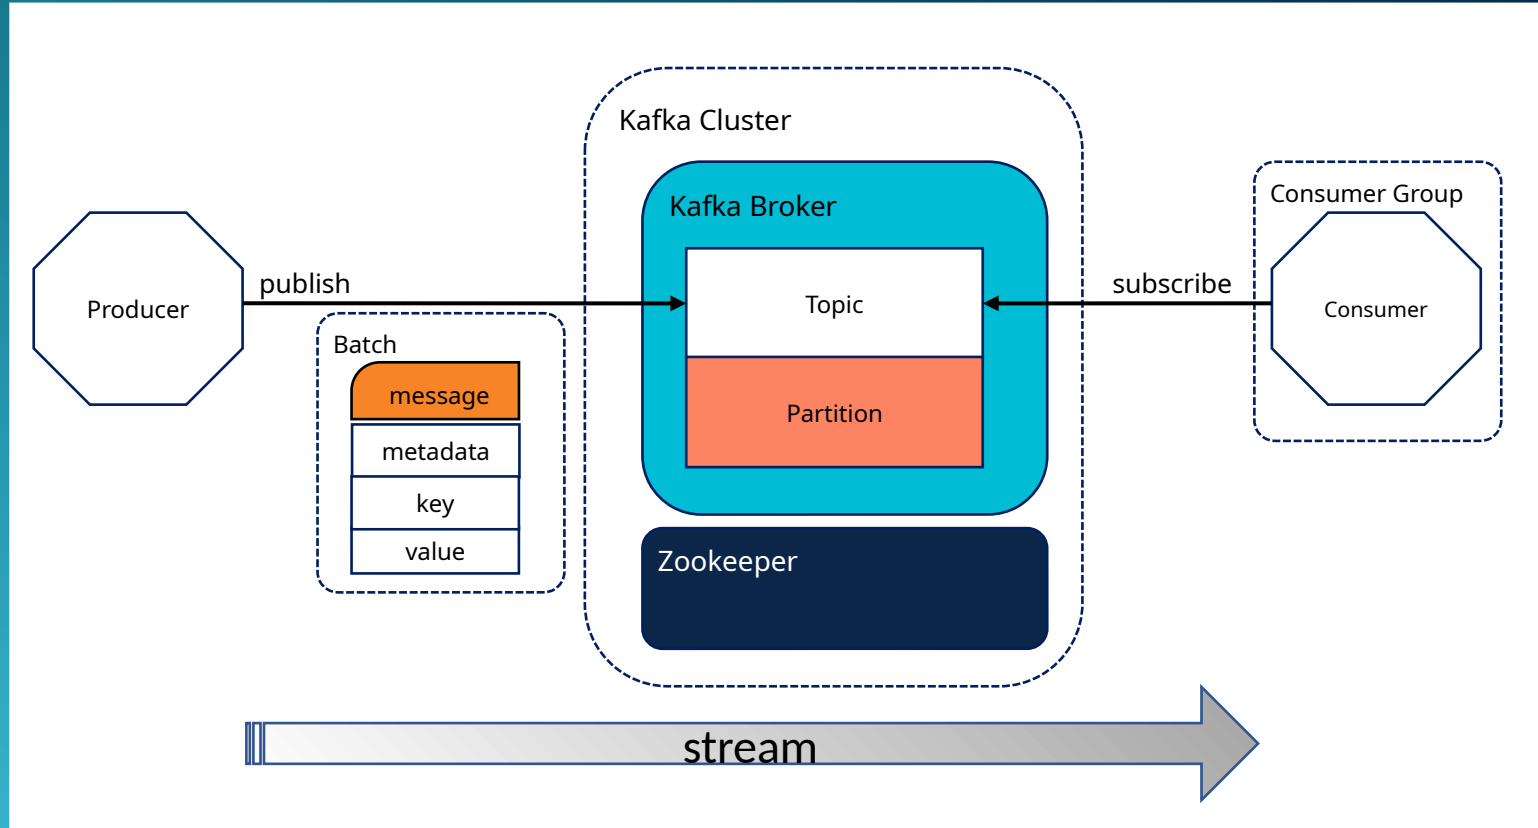 Kafka Cluster
Kafka Broker
Consumer Group
publish
subscribe
Producer
Topic
Consumer
Batch
message
metadata
key
value
Partition
Zookeeper
stream